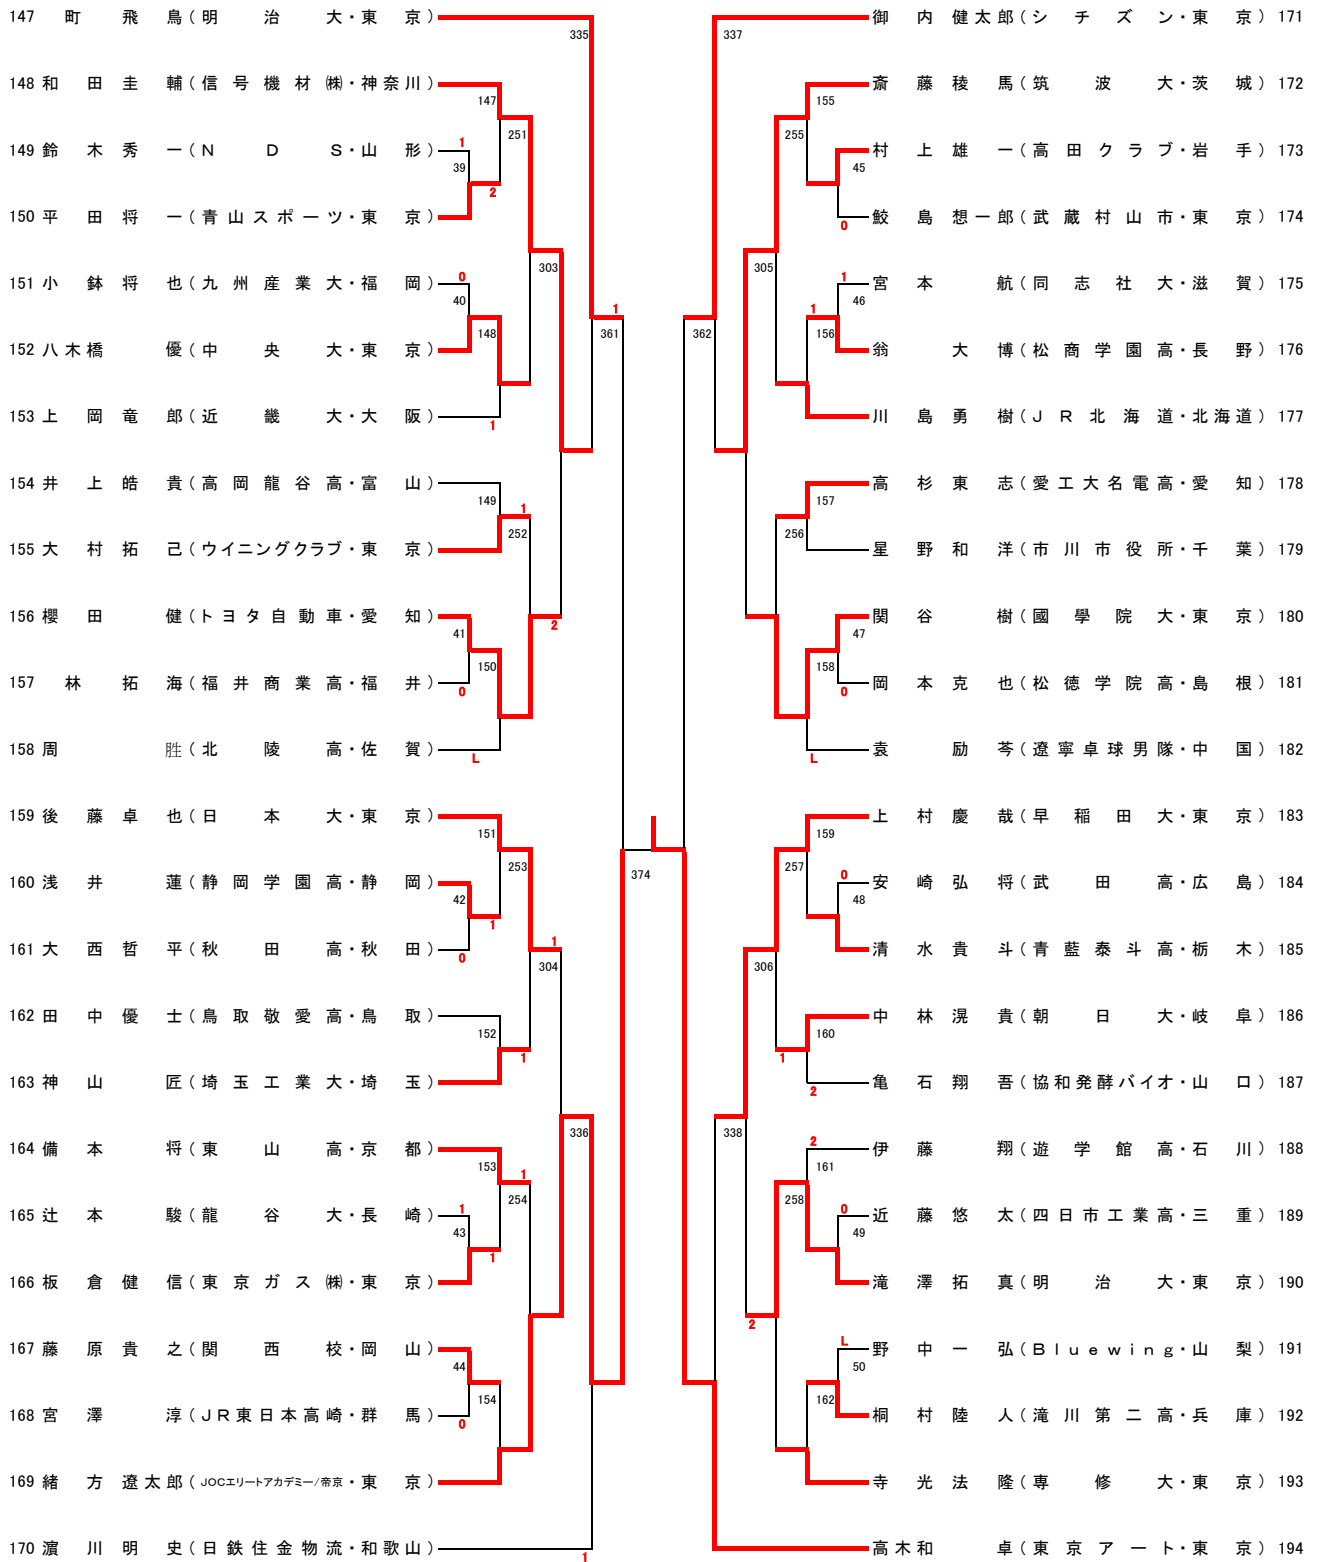 147 町 飛 鳥 ( 明 治 大 ・ 東 京 )
148 和 田 圭 輔 ( 信 号 機 材 ㈱ ・ 神奈川 )
149 鈴 木 秀 一 ( N D S ・ 山 形 )
150 平 田 将 一 ( 青山スポーツ ・ 東 京 )
151 小 鉢 将 也 ( 九 州 産 業 大 ・ 福 岡 )
152 八木橋 優 ( 中 央 大 ・ 東 京 )
153 上 岡 竜 郎 ( 近 畿 大 ・ 大 阪 )
154 井 上 皓 貴 ( 高 岡 龍 谷 高 ・ 富 山 )
155 大 村 拓 己 ( ウイニングクラブ ・ 東 京 )
156 櫻 田 健 ( トヨタ自動車 ・ 愛 知 )
157 林 拓 海 ( 福 井 商 業 高 ・ 福 井 )
158 周 胜 ( 北 陵 高 ・ 佐 賀 )
159 後 藤 卓 也 ( 日 本 大 ・ 東 京 )
160 浅 井 蓮 ( 静 岡 学 園 高 ・ 静 岡 )
161 大 西 哲 平 ( 秋 田 高 ・ 秋 田 )
162 田 中 優 士 ( 鳥 取 敬 愛 高 ・ 鳥 取 )
163 神 山 匠 ( 埼 玉 工 業 大 ・ 埼 玉 )
164 備 本 将 ( 東 山 高 ・ 京 都 )
165 辻 本 駿 ( 龍 谷 大 ・ 長 崎 )
166 板 倉 健 信 ( 東 京 ガ ス ㈱ ・ 東 京 )
167 藤 原 貴 之 ( 関 西 校 ・ 岡 山 )
168 宮 澤 淳 ( JR東日本高崎 ・ 群 馬 )
169 緒 方 遼太郎 ( JOCエリートアカデミー/帝京 ・ 東 京 )
170 濵 川 明 史 ( 日鉄住金物流 ・ 和歌山 )
335
147
1
39
251
2
0
40
148
303
1
149
1
252
41
150
0
2
L
1
361
151
42
253
1
0
1
304
152
1
153
1
254
1
43
1
336
44
154
0
1
374
337
155
255
45
0
305
1
46
1
156
362
157
256
47
158
0
L
159
257
0
48
306
160
1
2
338
2
161
258
0
49
2
L
50
162
御 内 健太郎 ( シ チ ズ ン ・ 東 京 ) 171
斎 藤 稜 馬 ( 筑 波 大 ・ 茨 城 ) 172
村 上 雄 一 ( 高田クラブ ・ 岩 手 ) 173
鮫 島 想一郎 ( 武 蔵 村 山 市 ・ 東 京 ) 174
宮 本 航 ( 同 志 社 大 ・ 滋 賀 ) 175
翁 大 博 ( 松 商 学 園 高 ・ 長 野 ) 176
川 島 勇 樹 ( J R 北 海 道 ・ 北海道 ) 177
高 杉 東 志 ( 愛工大名電高 ・ 愛 知 ) 178
星 野 和 洋 ( 市 川 市 役 所 ・ 千 葉 ) 179
関 谷 樹 ( 國 學 院 大 ・ 東 京 ) 180
岡 本 克 也 ( 松 徳 学 院 高 ・ 島 根 ) 181
袁 励 芩 ( 遼寧卓球男隊 ・ 中 国 ) 182
上 村 慶 哉 ( 早 稲 田 大 ・ 東 京 ) 183
安 崎 弘 将 ( 武 田 高 ・ 広 島 ) 184
清 水 貴 斗 ( 青 藍 泰 斗 高 ・ 栃 木 ) 185
中 林 滉 貴 ( 朝 日 大 ・ 岐 阜 ) 186
亀 石 翔 吾 ( 協和発酵バイオ ・ 山 口 ) 187
伊 藤 翔 ( 遊 学 館 高 ・ 石 川 ) 188
近 藤 悠 太 ( 四日市工業高 ・ 三 重 ) 189
滝 澤 拓 真 ( 明 治 大 ・ 東 京 ) 190
野 中 一 弘 ( Bluewing ・ 山 梨 ) 191
桐 村 陸 人 ( 滝 川 第 二 高 ・ 兵 庫 ) 192
寺 光 法 隆 ( 専 修 大 ・ 東 京 ) 193
高木和 卓 ( 東 京 ア ー ト ・ 東 京 ) 194